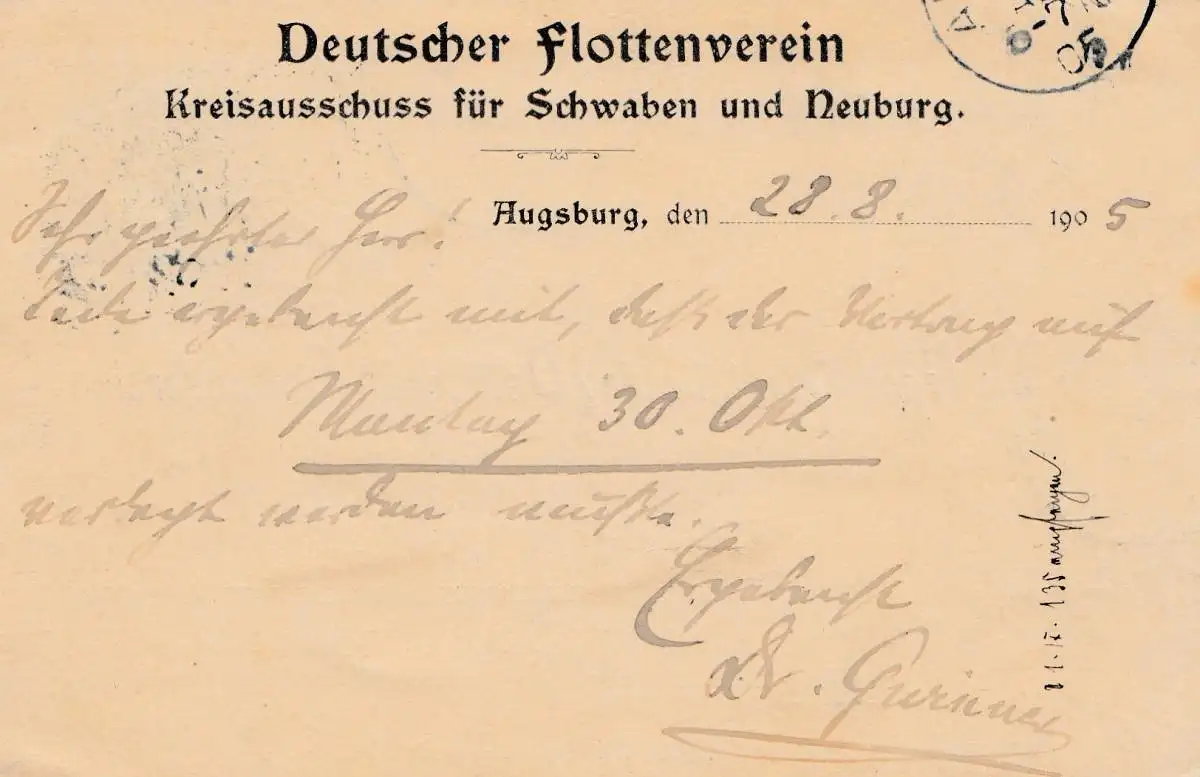 Deutscher Flottenverein
Kreisausschuss für Schwaben und Neuburg.
Augsburg, den 28. 8. 1905
Sehr geehrter Herr!
Teile ergebenst mit, daß der Vortrag auf
Montag 30. Okt.
verlegt werden mußte.
Ergebenst
Dr.